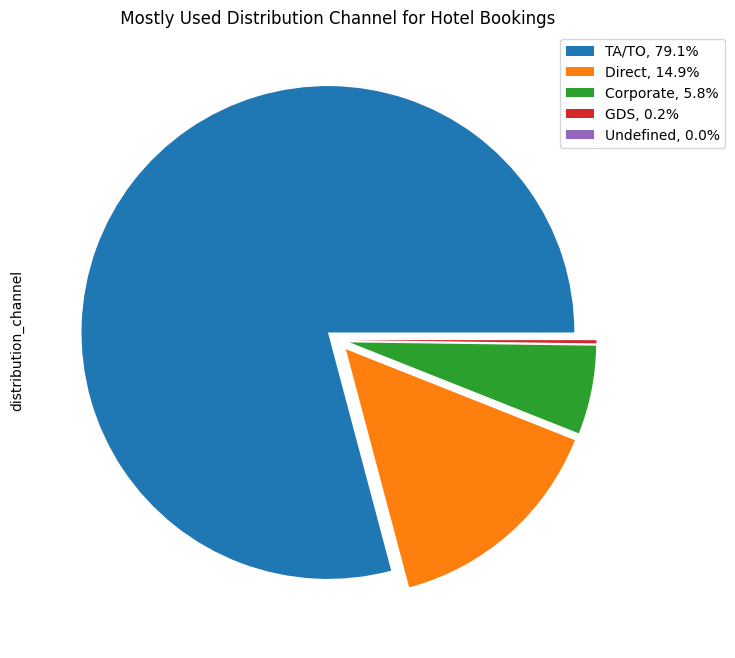 Mostly Used Distribution Channel for Hotel Bookings
TA/TO, 79.1%
Direct, 14.9%
Corporate, 5.8%
GDS, 0.2%
Undefined, 0.0%
distribution_channel